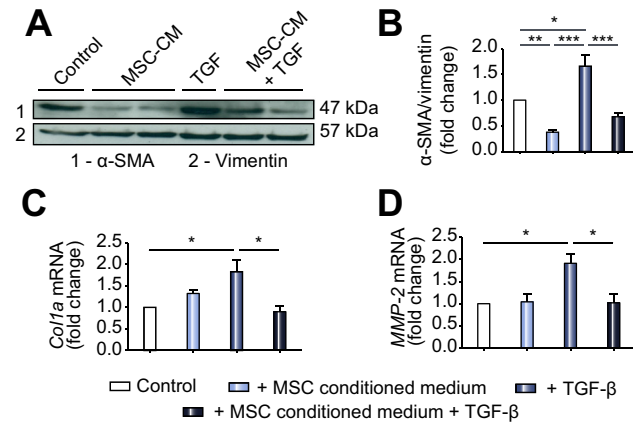 A
Control
MSC-CM
TGF
MSC-CM
+ TGF
1
47 kDa
2
57 kDa
1 - α-SMA 2 - Vimentin
B
α-SMA/vimentin
(fold change)
2.0
1.5
1.0
0.5
0.0
*
** *** ***
C
Col1a mRNA
(fold change)
2.5
2.0
1.5
1.0
0.5
0.0
* *
D
MMP-2 mRNA
(fold change)
2.5
2.0
1.5
1.0
0.5
0.0
* *
Control + MSC conditioned medium + TGF-β
+ MSC conditioned medium + TGF-β